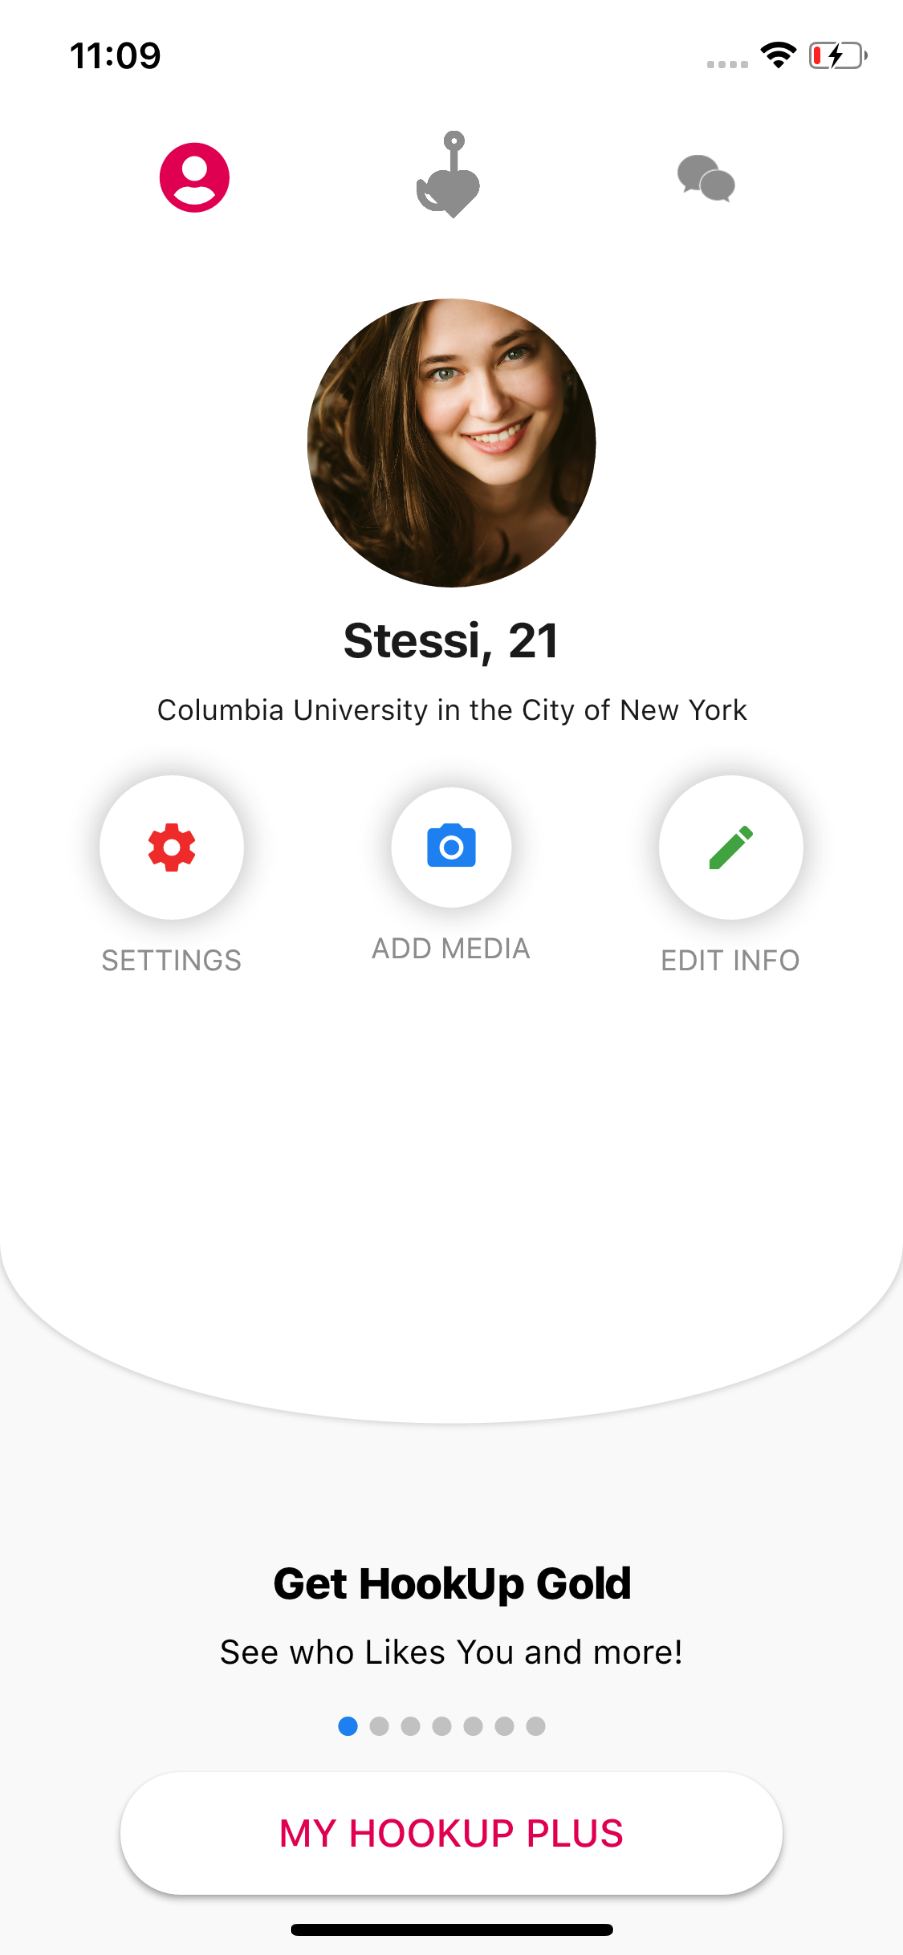 11:09
Stessi, 21
Columbia University in the City of New York
SETTINGS
ADD MEDIA
EDIT INFO
Get HookUp Gold
See who Likes You and more!
MY HOOKUP PLUS